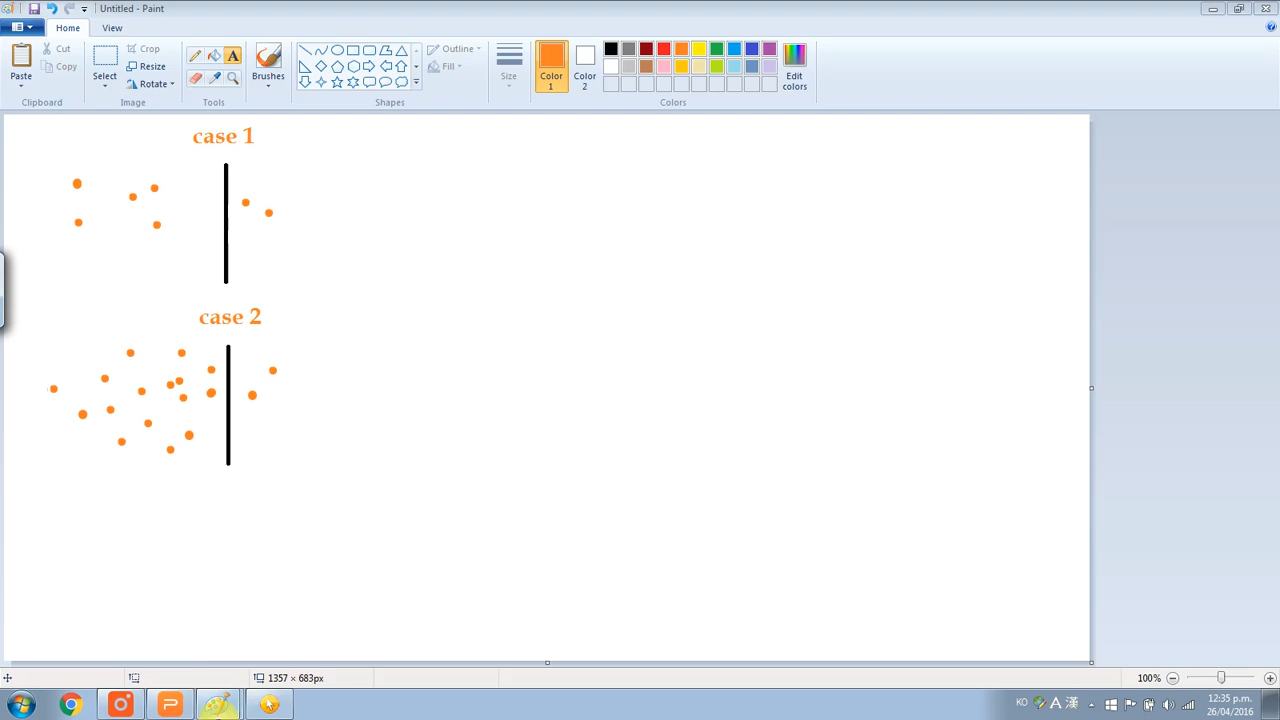 Untitled - Paint
Home View
Paste
Cut
Copy
Clipboard
Select
Crop
Resize
Rotate
Image
A
Tools
Brushes
Outline
Fill
Shapes
Size
Color 1
Color 2
Edit colors
Colors
case 1
case 2
1357 × 683px
100%
KO A 漢
12:35 p.m.
26/04/2016